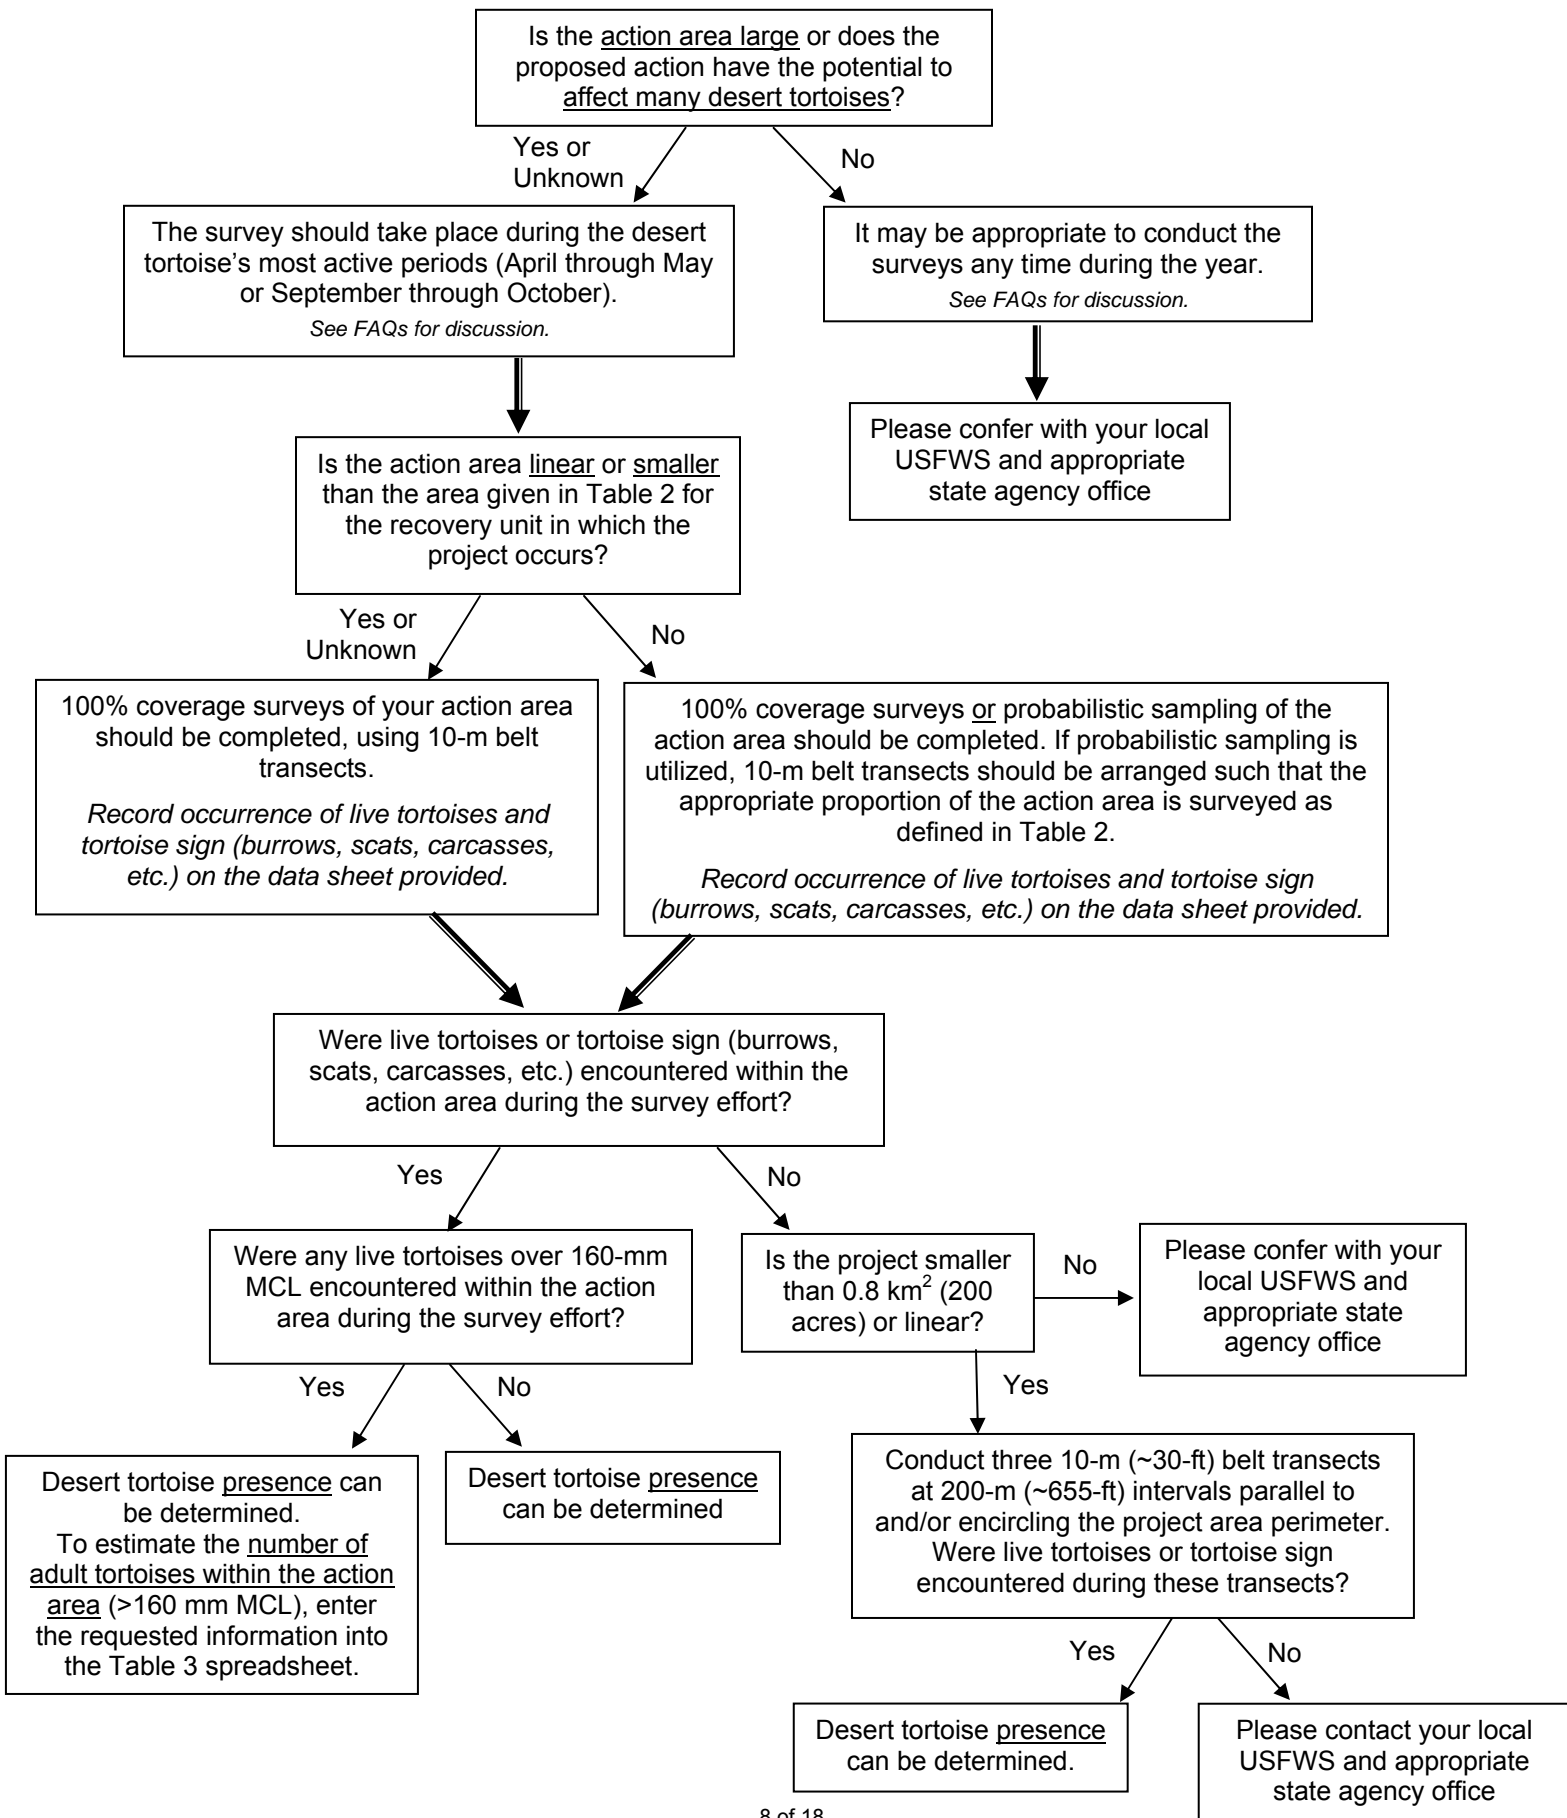 Is the action area large or does the
proposed action have the potential to
affect many desert tortoises?
Yes or
Unknown
No
The survey should take place during the desert
tortoise's most active periods (April through May
or September through October).
See FAQs for discussion.
It may be appropriate to conduct the
surveys any time during the year.
See FAQs for discussion.
Please confer with your local
USFWS and appropriate
state agency office
Is the action area linear or smaller
than the area given in Table 2 for
the recovery unit in which the
project occurs?
Yes or
Unknown
No
100% coverage surveys of your action area
should be completed, using 10-m belt
transects.
Record occurrence of live tortoises and
tortoise sign (burrows, scats, carcasses,
etc.) on the data sheet provided.
100% coverage surveys or probabilistic sampling of the
action area should be completed. If probabilistic sampling is
utilized, 10-m belt transects should be arranged such that the
appropriate proportion of the action area is surveyed as
defined in Table 2.
Record occurrence of live tortoises and tortoise sign
(burrows, scats, carcasses, etc.) on the data sheet provided.
Were live tortoises or tortoise sign (burrows,
scats, carcasses, etc.) encountered within the
action area during the survey effort?
Yes
No
Were any live tortoises over 160-mm
MCL encountered within the action
area during the survey effort?
Is the project smaller
than 0.8 km² (200
acres) or linear?
No
Please confer with your
local USFWS and
appropriate state
agency office
Yes
No
Yes
Desert tortoise presence can
be determined.
To estimate the number of
adult tortoises within the action
area (>160 mm MCL), enter
the requested information into
the Table 3 spreadsheet.
Desert tortoise presence
can be determined
Conduct three 10-m (~30-ft) belt transects
at 200-m (~655-ft) intervals parallel to
and/or encircling the project area perimeter.
Were live tortoises or tortoise sign
encountered during these transects?
Yes
No
Desert tortoise presence
can be determined.
Please contact your local
USFWS and appropriate
state agency office
8 of 18